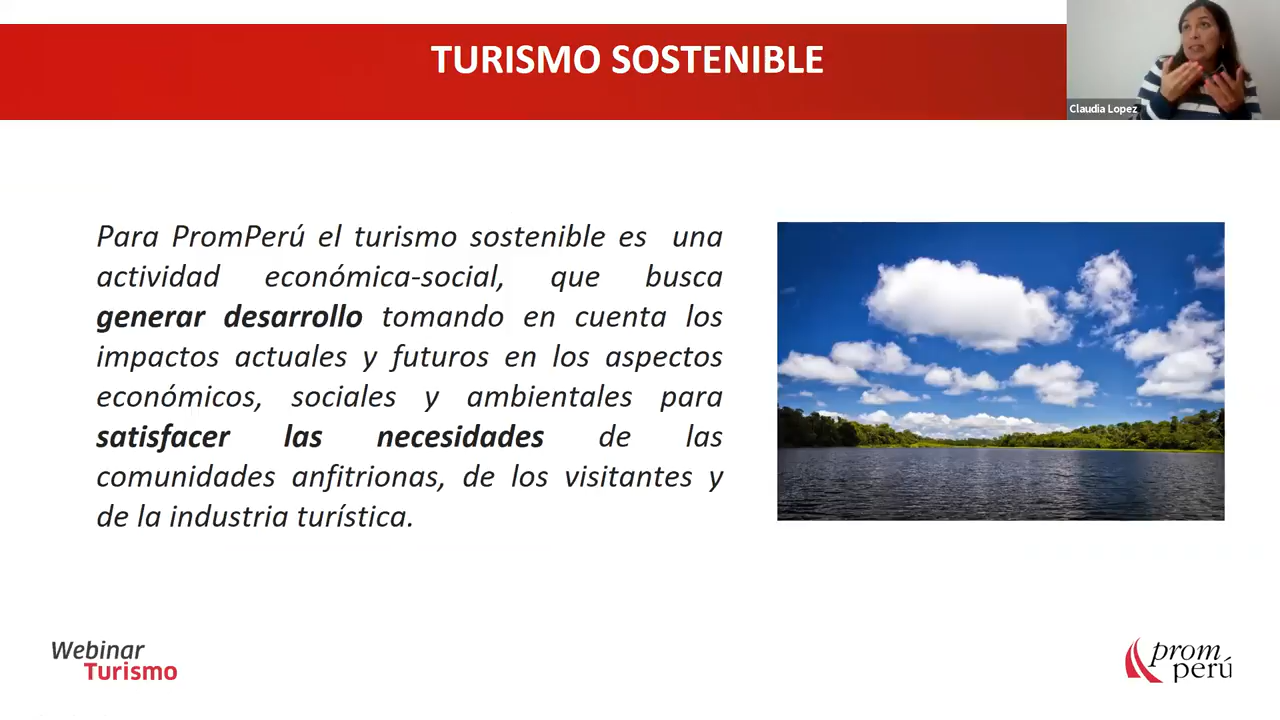 TURISMO SOSTENIBLE
Claudia Lopez
Para PromPerú el turismo sostenible es una
actividad económica-social, que busca
generar desarrollo tomando en cuenta los
impactos actuales y futuros en los aspectos
económicos, sociales y ambientales para
satisfacer las necesidades de las
comunidades anfitrionas, de los visitantes y
de la industria turística.
Webinar
Turismo
prom
perú